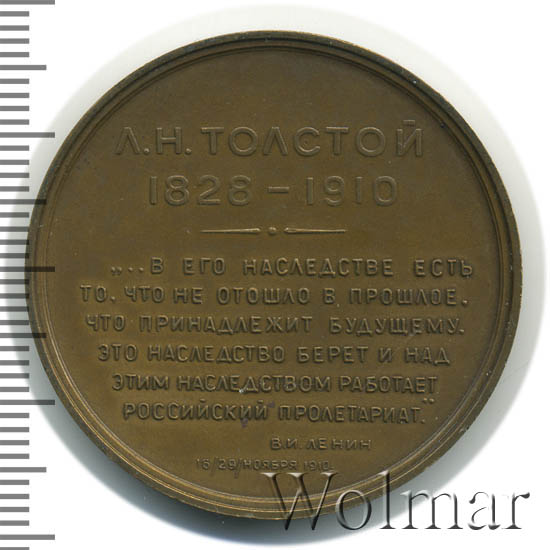 Л.Н. ТОЛСТОЙ
1828 – 1910
„... В ЕГО НАСЛЕДСТВЕ ЕСТЬ
ТО, ЧТО НЕ ОТОШЛО В ПРОШЛОЕ,
ЧТО ПРИНАДЛЕЖИТ БУДУЩЕМУ.
ЭТО НАСЛЕДСТВО БЕРЕТ И НАД
ЭТИМ НАСЛЕДСТВОМ РАБОТАЕТ
РОССИЙСКИЙ ПРОЛЕТАРИАТ."
В.И. ЛЕНИН
16/29/НОЯБРЯ 1910.
Wolmar